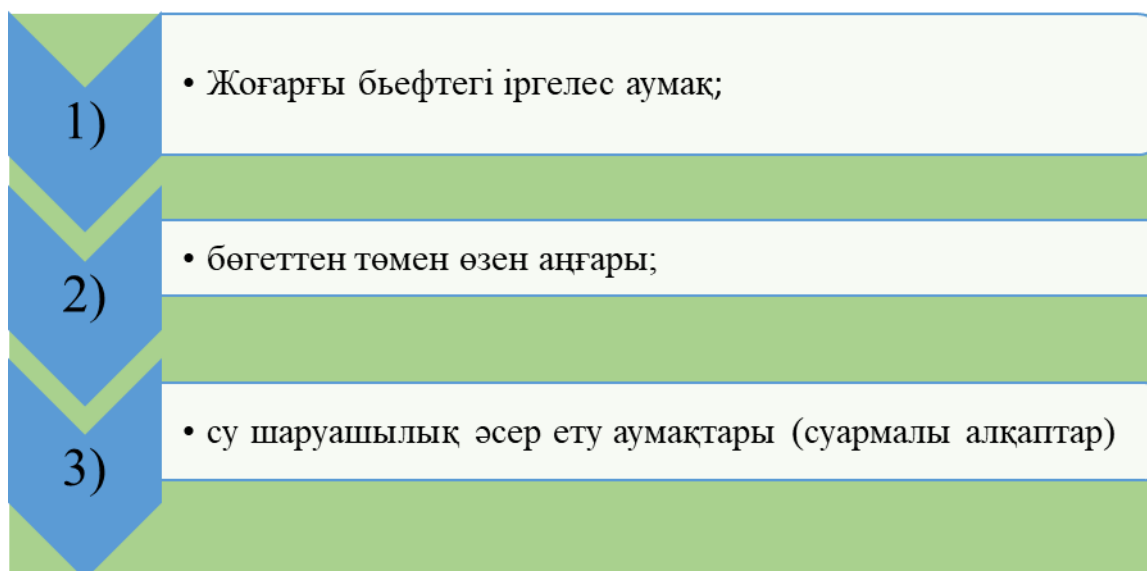 1)
• Жоғарғы бьефтегі іргелес аумақ;
2)
• бөгеттен төмен өзен аңғары;
3)
• су шаруашылық әсер ету аумақтары (суармалы алқаптар)